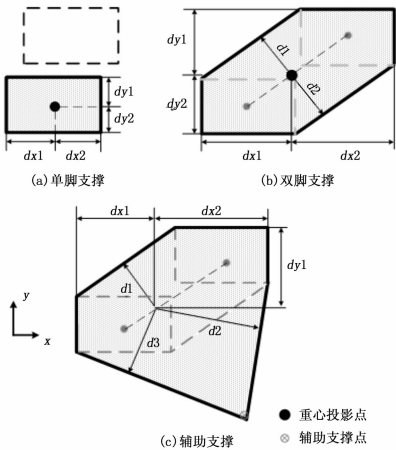 dy1
dy2
dx1
dx2
(a)单脚支撑
dy1
d1
dy2
d2
dx1
dx2
(b)双脚支撑
dx1
dx2
dy1
d1
d2
d3
y
x
重心投影点
辅助支撑点
(c)辅助支撑